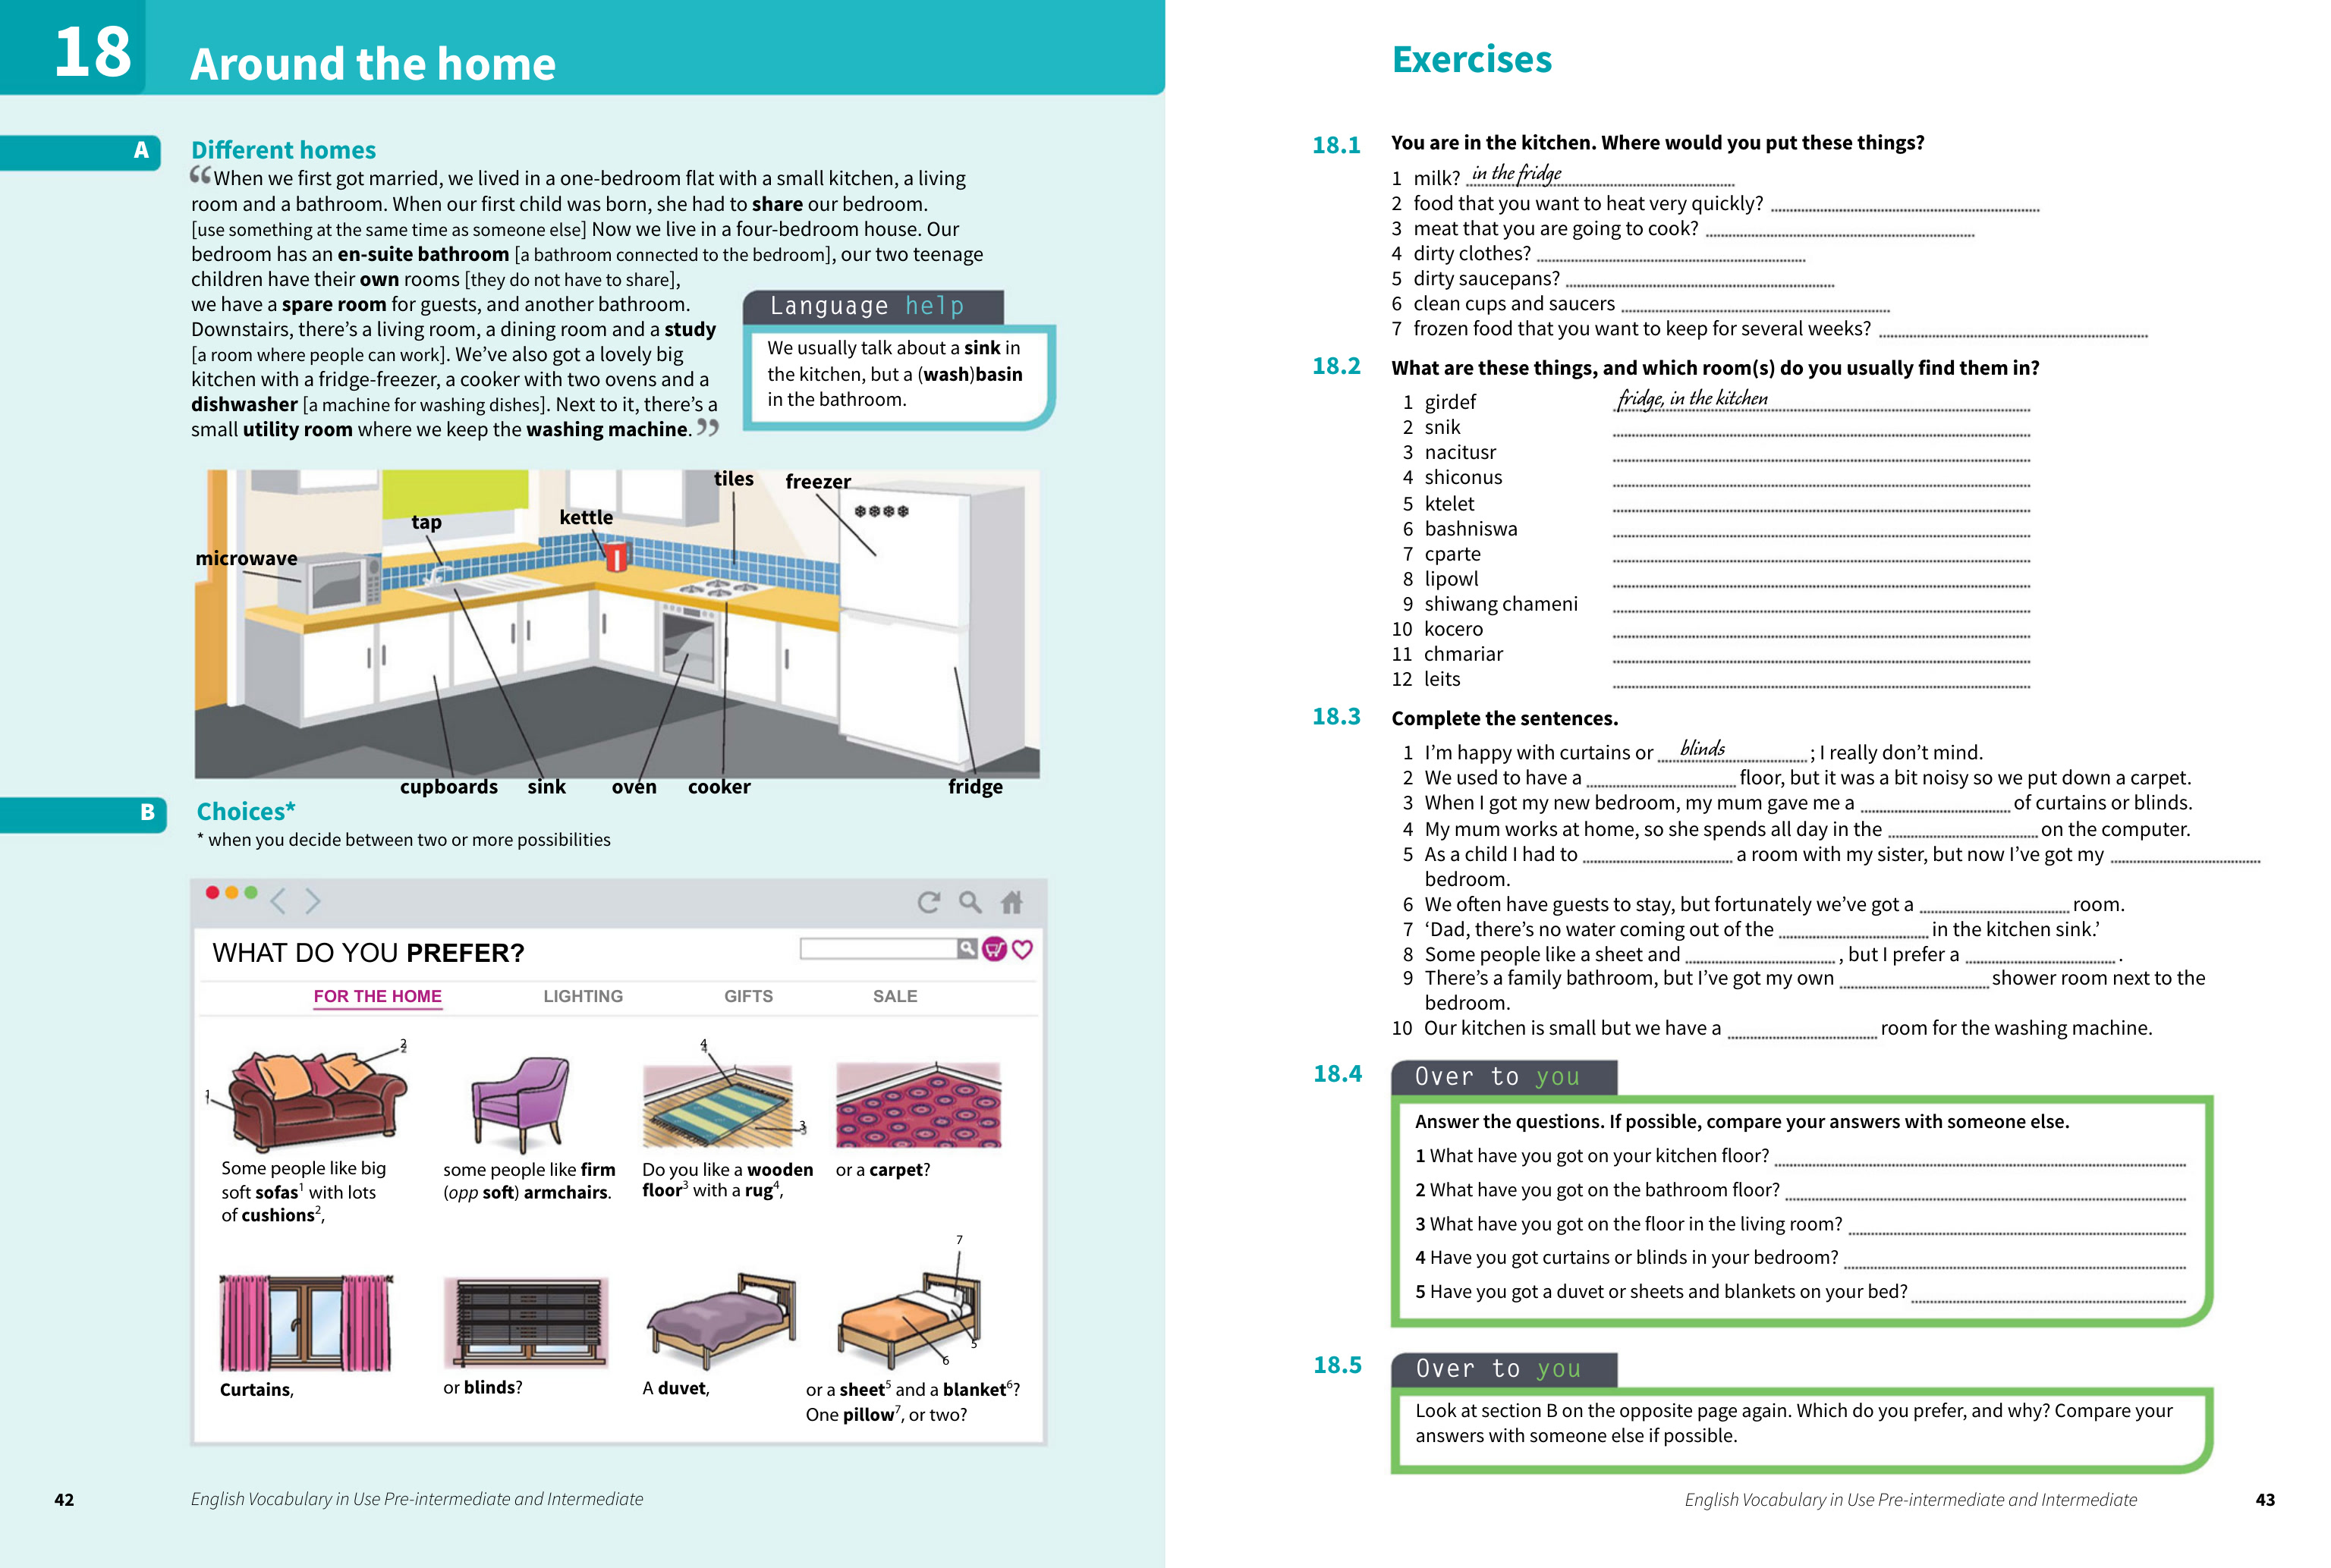 18
Around the home
A
Different homes
“When we first got married, we lived in a one-bedroom flat with a small kitchen, a living
room and a bathroom. When our first child was born, she had to share our bedroom.
[use something at the same time as someone else] Now we live in a four-bedroom house. Our
bedroom has an en-suite bathroom [a bathroom connected to the bedroom], our two teenage
children have their own rooms [they do not have to share],
we have a spare room for guests, and another bathroom.
Downstairs, there’s a living room, a dining room and a study
[a room where people can work]. We’ve also got a lovely big
kitchen with a fridge-freezer, a cooker with two ovens and a
dishwasher [a machine for washing dishes]. Next to it, there’s a
small utility room where we keep the washing machine.”
Language help
We usually talk about a sink in
the kitchen, but a (wash)basin
in the bathroom.
tiles
freezer
tap
kettle
microwave
cupboards
sink
oven
cooker
fridge
B
Choices*
* when you decide between two or more possibilities
WHAT DO YOU PREFER?
FOR THE HOME
LIGHTING
GIFTS
SALE
1
2
4
3
Some people like big
soft sofas1 with lots
of cushions2,
some people like firm
(opp soft) armchairs.
Do you like a wooden
floor3 with a rug4,
or a carpet?
7
5
6
Curtains,
or blinds?
A duvet,
or a sheet5 and a blanket6?
One pillow7, or two?
42
English Vocabulary in Use Pre-intermediate and Intermediate
Exercises
18.1
You are in the kitchen. Where would you put these things?
1 milk? in the fridge
2 food that you want to heat very quickly?
3 meat that you are going to cook?
4 dirty clothes?
5 dirty saucepans?
6 clean cups and saucers
7 frozen food that you want to keep for several weeks?
18.2
What are these things, and which room(s) do you usually find them in?
1 girdef fridge, in the kitchen
2 snik
3 nacitusr
4 shiconus
5 ktelet
6 bashniswa
7 cparte
8 lipowl
9 shiwang chameni
10 kocero
11 chmariar
12 leits
18.3
Complete the sentences.
1 I’m happy with curtains or blinds ; I really don’t mind.
2 We used to have a floor, but it was a bit noisy so we put down a carpet.
3 When I got my new bedroom, my mum gave me a of curtains or blinds.
4 My mum works at home, so she spends all day in the on the computer.
5 As a child I had to a room with my sister, but now I’ve got my
bedroom.
6 We often have guests to stay, but fortunately we’ve got a room.
7 ‘Dad, there’s no water coming out of the in the kitchen sink.’
8 Some people like a sheet and , but I prefer a .
9 There’s a family bathroom, but I’ve got my own shower room next to the
bedroom.
10 Our kitchen is small but we have a room for the washing machine.
18.4
Over to you
Answer the questions. If possible, compare your answers with someone else.
1 What have you got on your kitchen floor?
2 What have you got on the bathroom floor?
3 What have you got on the floor in the living room?
4 Have you got curtains or blinds in your bedroom?
5 Have you got a duvet or sheets and blankets on your bed?
18.5
Over to you
Look at section B on the opposite page again. Which do you prefer, and why? Compare your
answers with someone else if possible.
English Vocabulary in Use Pre-intermediate and Intermediate
43